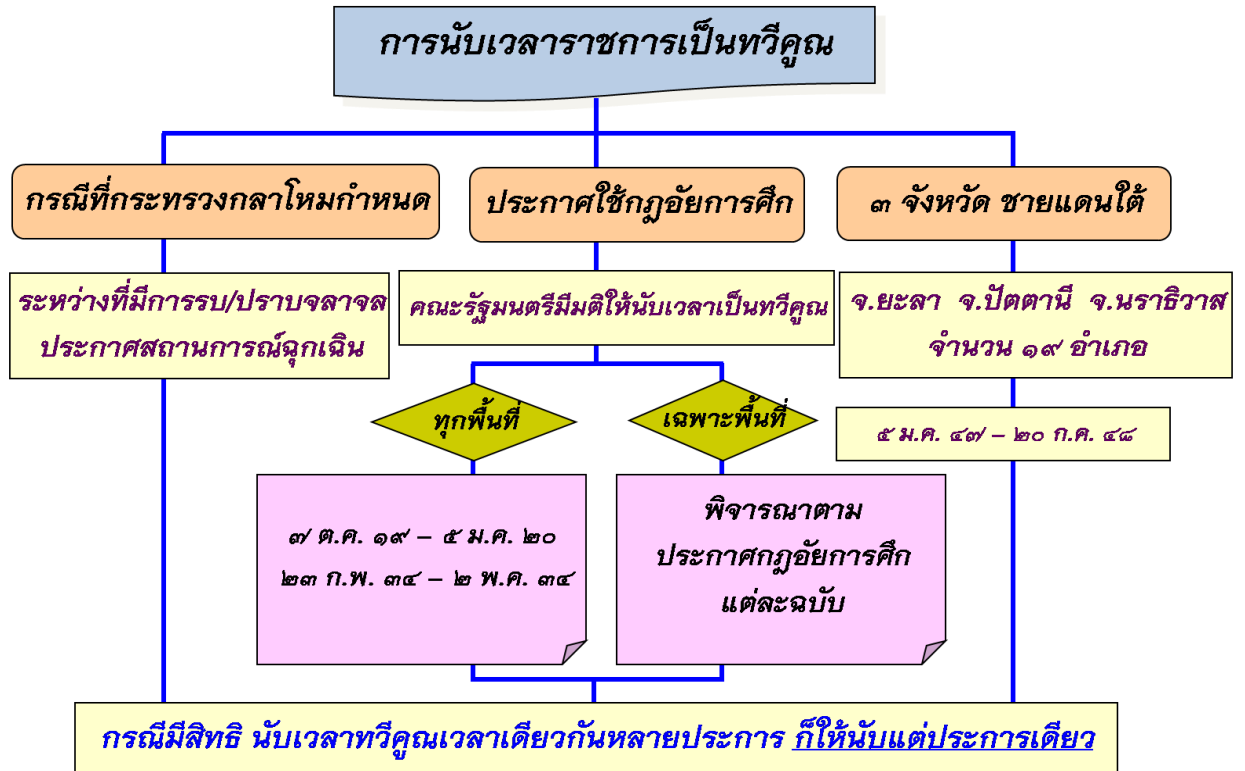 การนับเวลาราชการเป็นทวีคูณ
กรณีที่กระทรวงกลาโหมกำหนด
ประกาศใช้กฎอัยการศึก
๓ จังหวัด ชายแดนใต้
ระหว่างที่มีการรบ/ปราบจลาจล
ประกาศสถานการณ์ฉุกเฉิน
คณะรัฐมนตรีมีมติให้นับเวลาเป็นทวีคูณ
จ.ยะลา จ.ปัตตานี จ.นราธิวาส
จำนวน ๑๙ อำเภอ
ทุกพื้นที่
เฉพาะพื้นที่
๕ ม.ค. ๔๗ – ๒๐ ก.ค. ๔๘
๗ ต.ค. ๑๙ – ๕ ม.ค. ๒๐
๒๓ ก.พ. ๓๔ – ๒ พ.ค. ๓๔
พิจารณาตาม
ประกาศกฎอัยการศึก
แต่ละฉบับ
กรณีมีสิทธิ นับเวลาทวีคูณเวลาเดียวกันหลายประการ ก็ให้นับแต่ประการเดียว